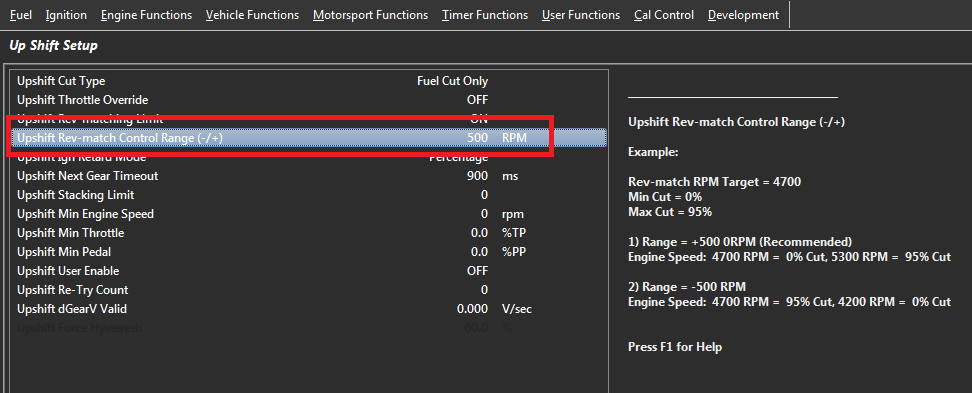 Fuel Ignition Engine Functions Vehicle Functions Motorsport Functions Timer Functions User Functions Cal Control Development
Up Shift Setup
Upshift Cut Type Fuel Cut Only
Upshift Throttle Override OFF
Upshift Rev-matching Limit ON
Upshift Rev-match Control Range (-/+) 500 RPM
Upshift Ign Retard Mode Percentage
Upshift Next Gear Timeout 900 ms
Upshift Stacking Limit 0
Upshift Min Engine Speed 0 rpm
Upshift Min Throttle 0.0 %TP
Upshift Min Pedal 0.0 %PP
Upshift User Enable OFF
Upshift Re-Try Count 0
Upshift dGearV Valid 0.000 V/sec
Upshift Force Hysteresis 60.0 %
Upshift Rev-match Control Range (-/+)
Example:
Rev-match RPM Target = 4700
Min Cut = 0%
Max Cut = 95%
1) Range = +500 0RPM (Recommended)
Engine Speed: 4700 RPM = 0% Cut, 5300 RPM = 95% Cut
2) Range = -500 RPM
Engine Speed: 4700 RPM = 95% Cut, 4200 RPM = 0% Cut
Press F1 for Help